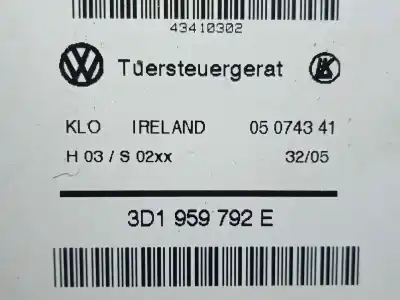 43410302
Tuersteuergerat
KLO IRELAND 05 0743 41
H 03 / S 02xx 32/05
3D1 959 792 E